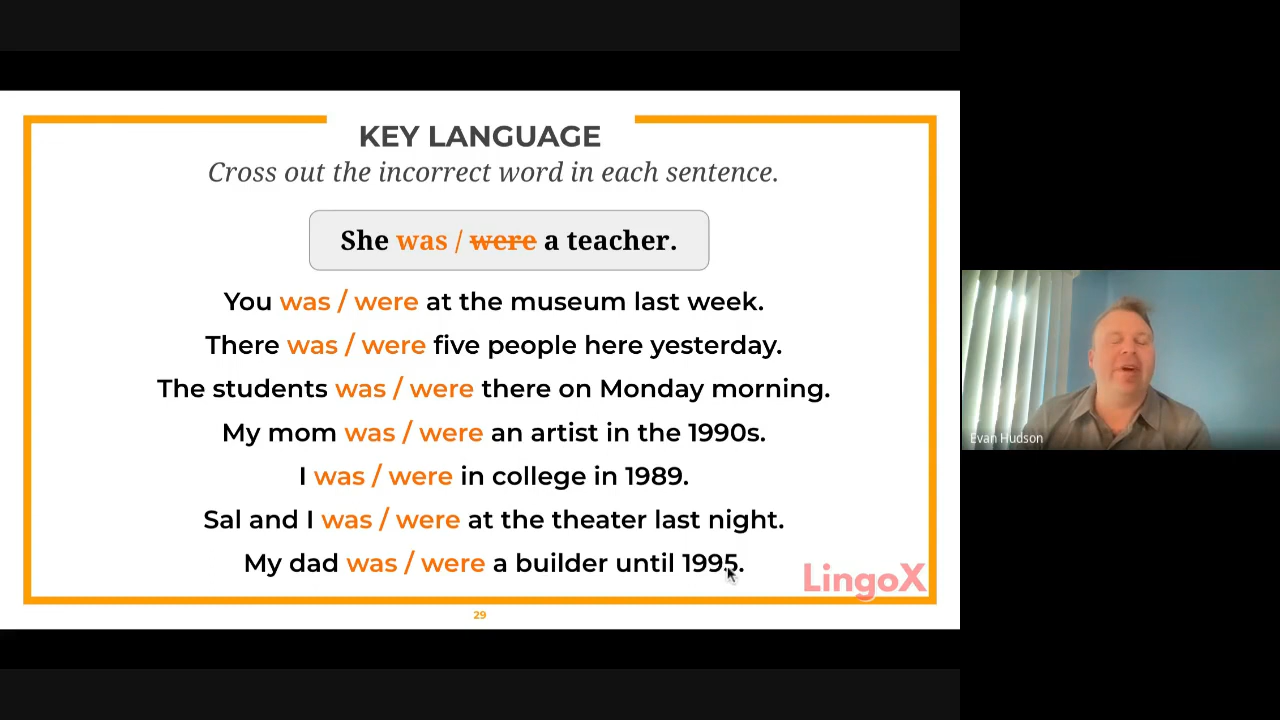 KEY LANGUAGE
Cross out the incorrect word in each sentence.
She was / were a teacher.
You was / were at the museum last week.
There was / were five people here yesterday.
The students was / were there on Monday morning.
My mom was / were an artist in the 1990s.
I was / were in college in 1989.
Sal and I was / were at the theater last night.
My dad was / were a builder until 1995.
LingoX
29
Evan Hudson